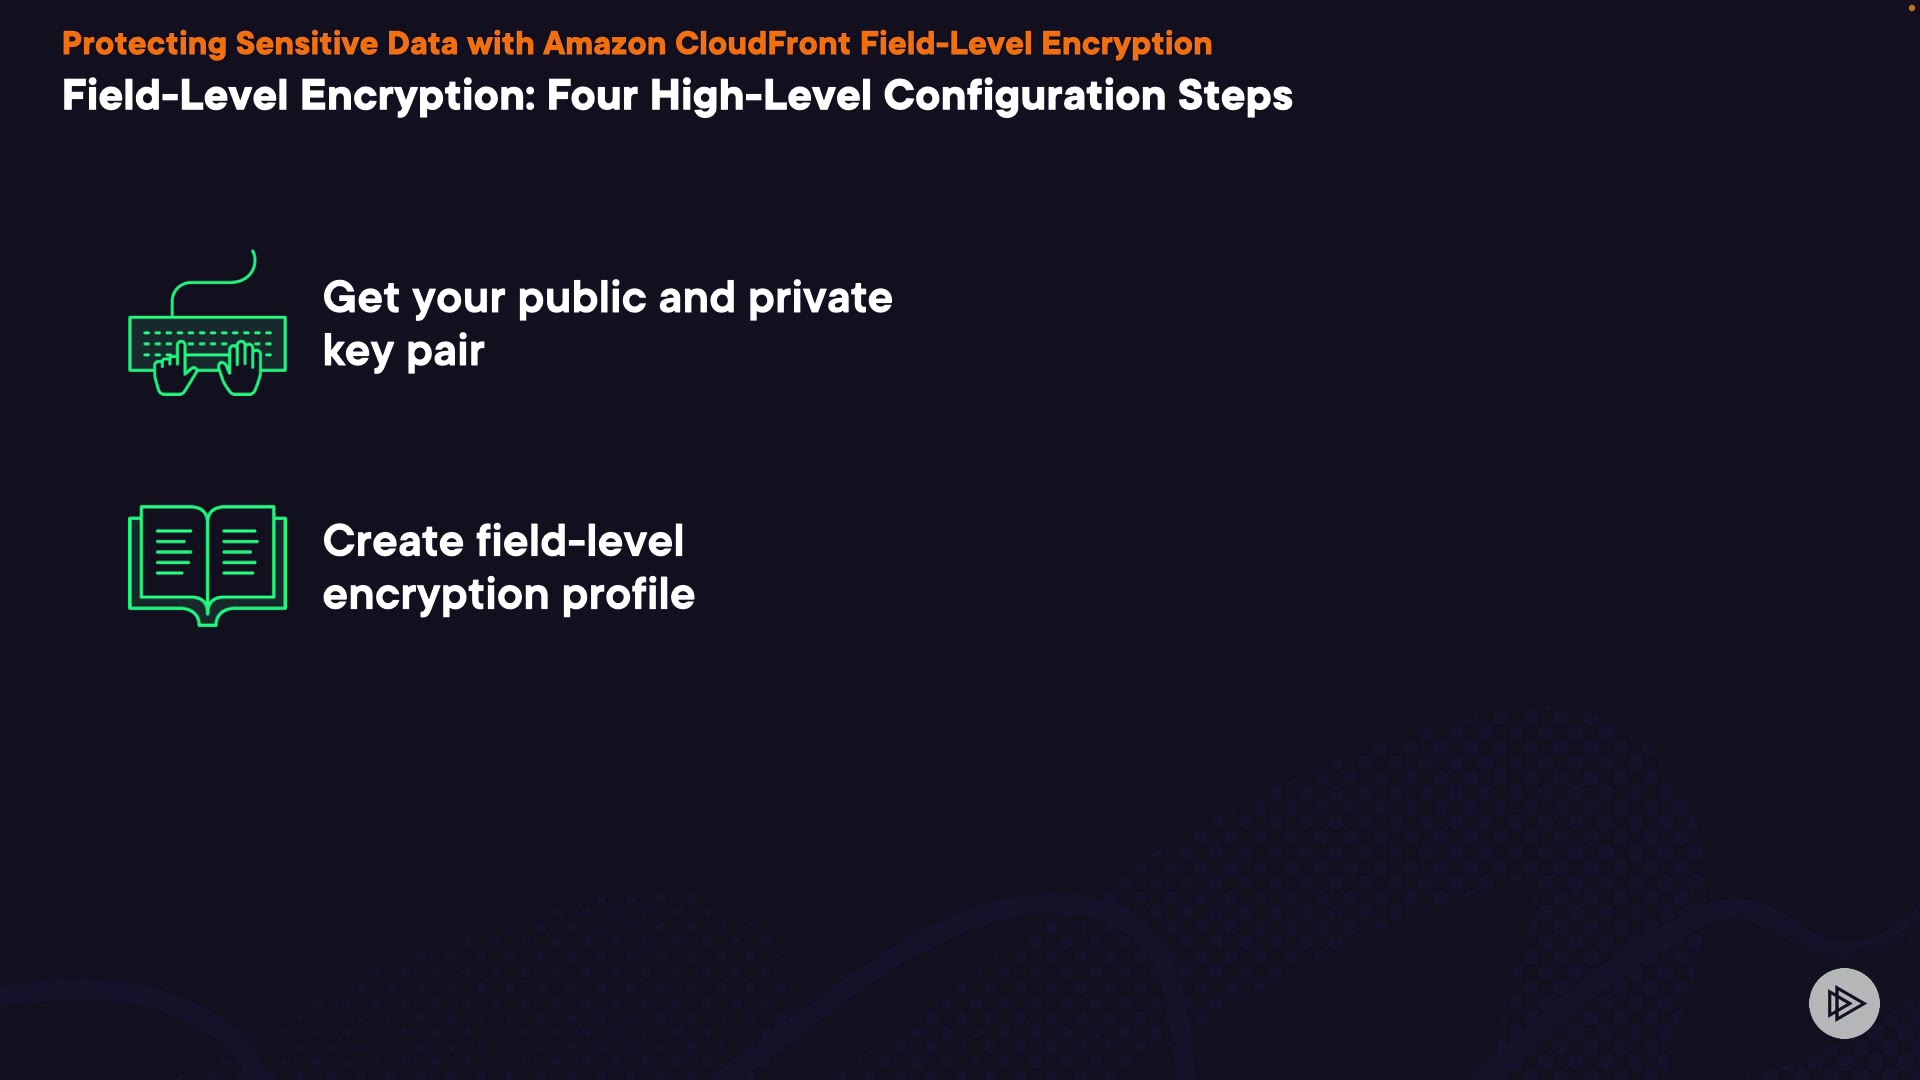 Protecting Sensitive Data with Amazon CloudFront Field-Level Encryption
Field-Level Encryption: Four High-Level Configuration Steps
Get your public and private
key pair
Create field-level
encryption profile